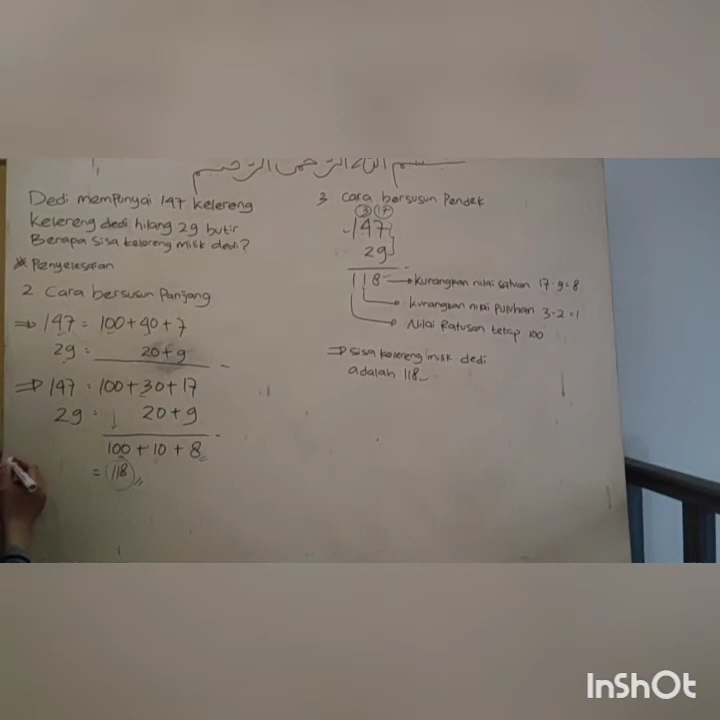 بسم الله الرحمن الرحيم
Dedi mempunyai 147 kelereng
kelereng dedi hilang 29 butir
Berapa sisa kelereng milik dedi?
* Penyelesaian
2 Cara bersusun Panjang
⇒ 147 = 100+40+7
29 = 20+9 -
⇒ 147 = 100+30+17
29 = 20+9 -
100+10+8
= 118
3 Cara bersusun Pendek
3 17
147
29 -
118 → kurangkan nilai satuan 17-9=8
→ kurangkan nilai puluhan 3-2=1
→ Nilai Ratusan tetap 100
⇒ sisa kelereng milik dedi
adalah 118
InShOt